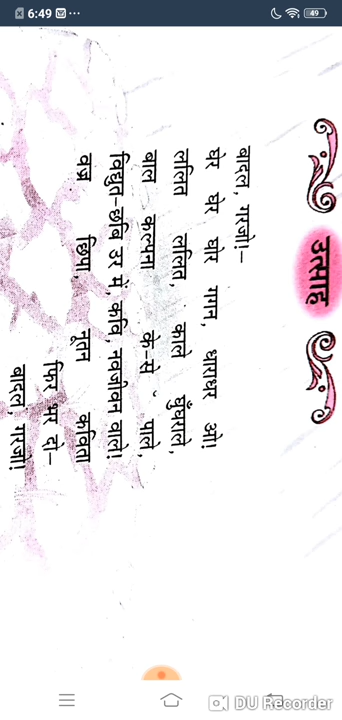 6:49
49
उत्साह
बादल, गरजो!–
घेर घेर घोर गगन, धाराधर ओ!
ललित ललित, काले घुँघराले,
बाल कल्पना के-से पाले,
विद्युत-छबि उर में, कवि, नवजीवन वाले!
वज्र छिपा, नूतन कविता
फिर भर दो–
बादल, गरजो!
DU Recorder